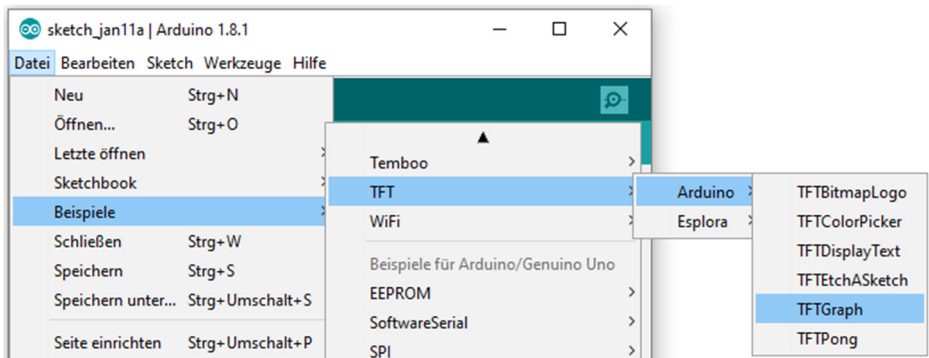 sketch_jan11a | Arduino 1.8.1
Datei Bearbeiten Sketch Werkzeuge Hilfe
Neu Strg+N
Öffnen... Strg+O
Letzte öffnen
Sketchbook
Beispiele
Schließen Strg+W
Speichern Strg+S
Speichern unter... Strg+Umschalt+S
Seite einrichten Strg+Umschalt+P
Temboo
TFT
WiFi
Beispiele für Arduino/Genuino Uno
EEPROM
SoftwareSerial
SPI
Arduino
Esplora
TFTBitmapLogo
TFTColorPicker
TFTDisplayText
TFTEtchASketch
TFTGraph
TFTPong